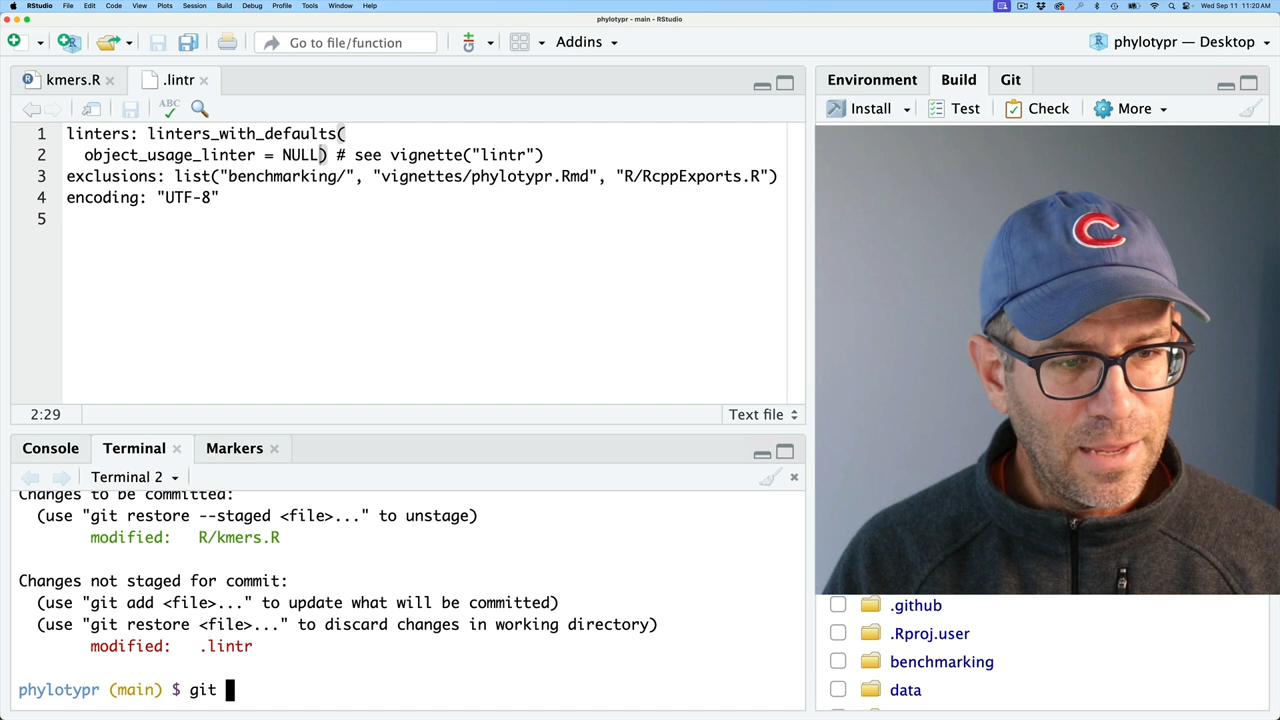 RStudio File Edit Code View Plots Session Build Debug Profile Tools Window Help Wed Sep 11 11:20 AM
phylotypr - main - RStudio
Go to file/function Addins phylotypr — Desktop
kmers.R .lintr Environment Build Git
ABC Install Test Check More
1 linters: linters_with_defaults(
2 object_usage_linter = NULL) # see vignette("lintr")
3 exclusions: list("benchmarking/", "vignettes/phylotypr.Rmd", "R/RcppExports.R")
4 encoding: "UTF-8"
5
C
2:29 Text file
Console Terminal Markers
Terminal 2
Changes to be committed:
(use "git restore --staged <file>..." to unstage)
modified: R/kmers.R
Changes not staged for commit:
(use "git add <file>..." to update what will be committed)
(use "git restore <file>..." to discard changes in working directory)
modified: .lintr
phylotypr (main) $ git
.github
.Rproj.user
benchmarking
data